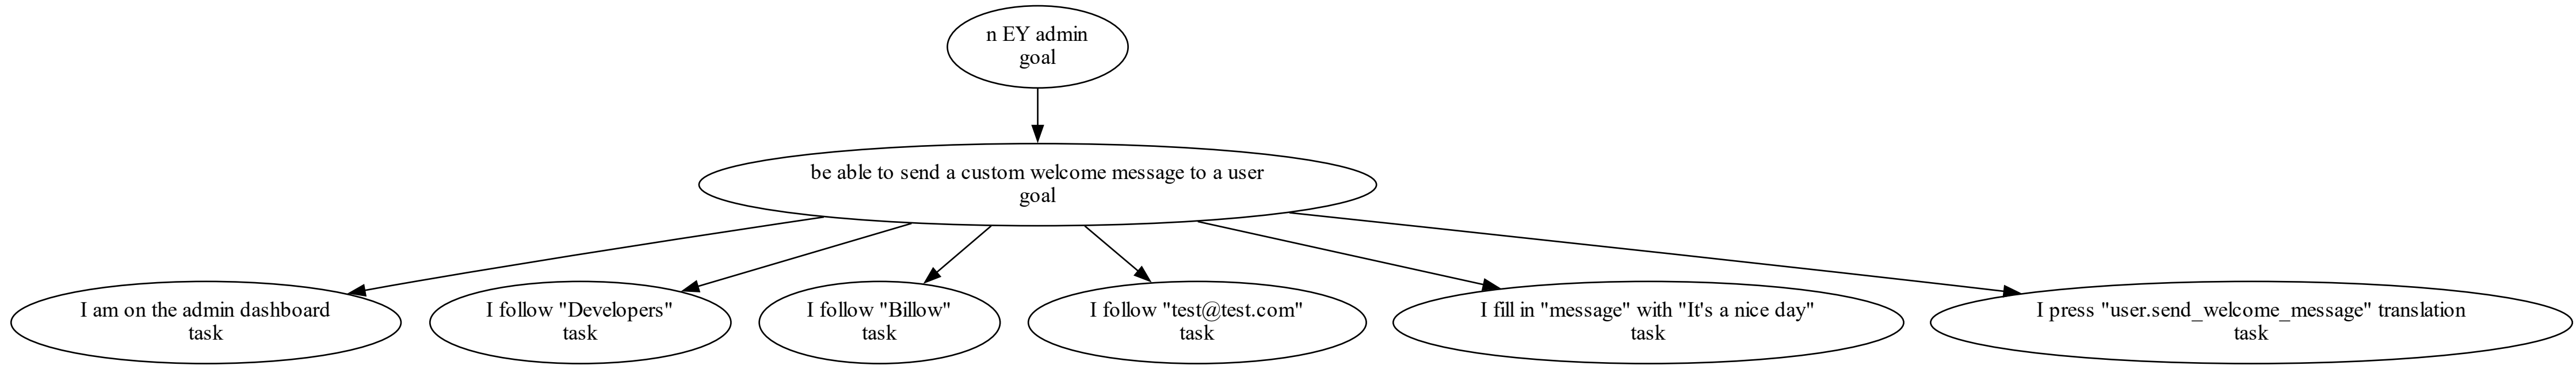 n EY admin
goal
be able to send a custom welcome message to a user
goal
I am on the admin dashboard
task
I follow "Developers"
task
I follow "Billow"
task
I follow "test@test.com"
task
I fill in "message" with "It's a nice day"
task
I press "user.send_welcome_message" translation
task